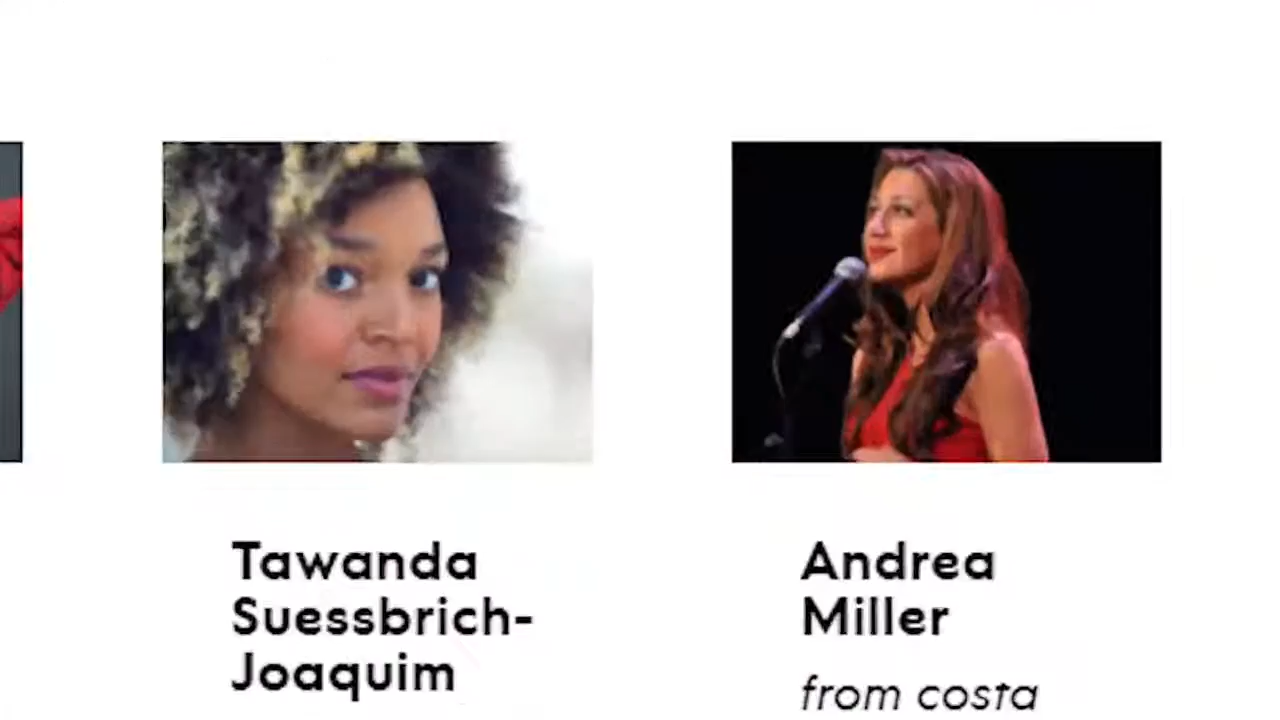 Tawanda
Suessbrich-
Joaquim
Andrea
Miller
from costa